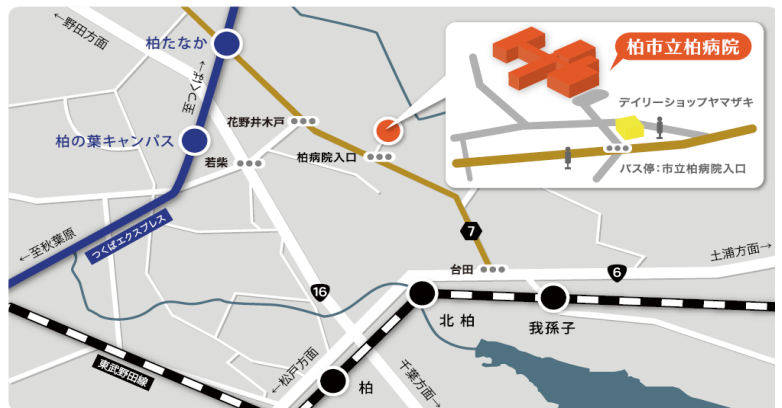 ←野田方面
柏たなか
至つくば→
柏の葉キャンパス
花野井木戸
若柴
柏病院入口
柏市立柏病院
デイリーショップヤマザキ
バス停:市立柏病院入口
←至秋葉原
つくばエクスプレス
7
台田
6
土浦方面→
16
北柏
我孫子
東武野田線
←松戸方面
柏
千葉方面→